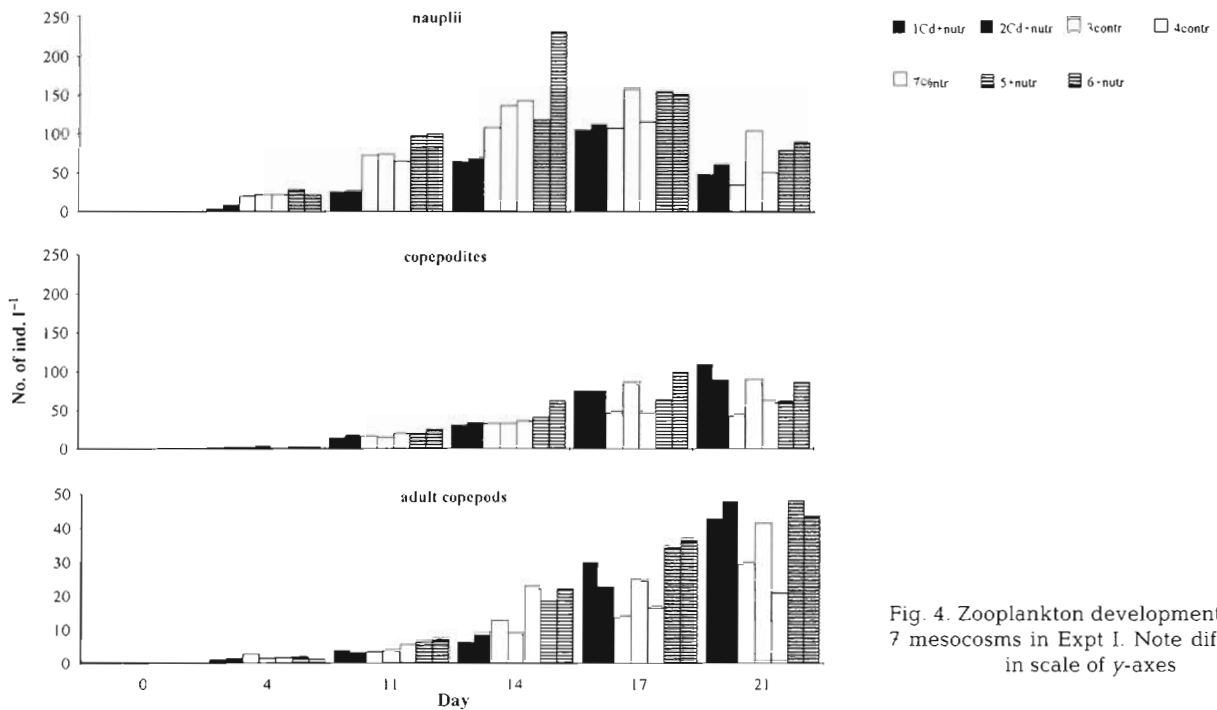 nauplii
250
200
150
100
50
0
1Cd+nutr 2Cd+nutr 3contr 4contr
7contr 5+nutr 6+nutr
copepodites
250
200
150
100
50
0
No. of ind. l⁻¹
adult copepods
50
40
30
20
10
0
0 4 11 14 17 21
Day
Fig. 4. Zooplankton development
7 mesocosms in Expt I. Note dif
in scale of y-axes